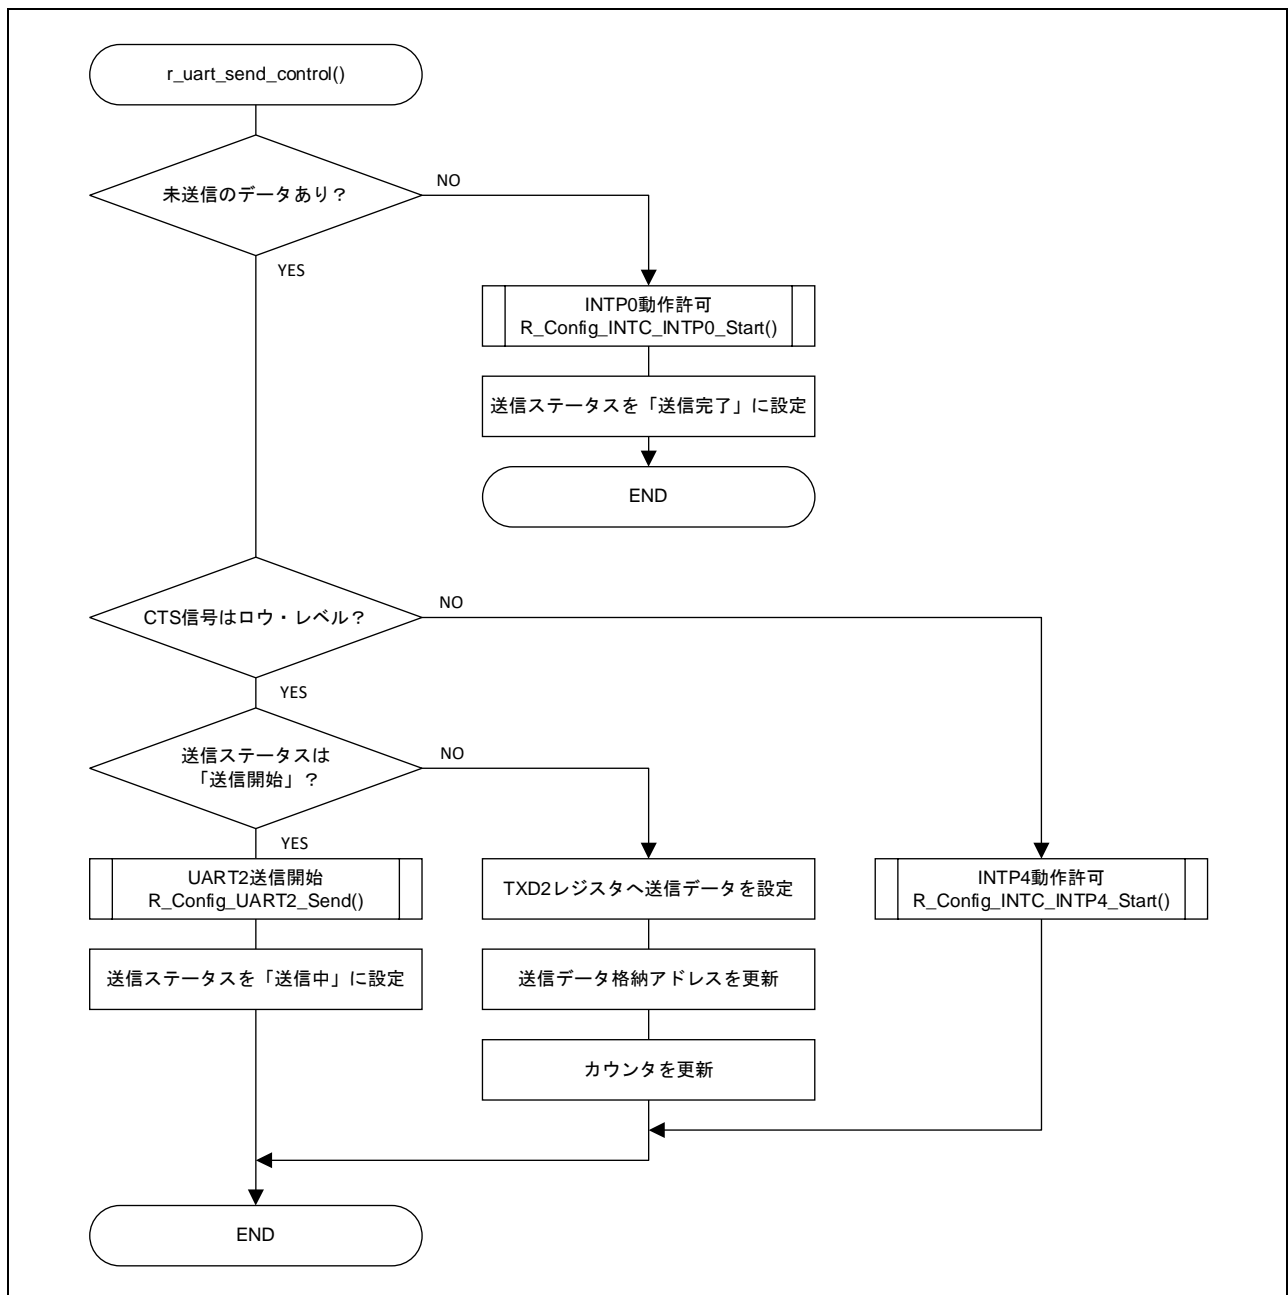 r_uart_send_control()
未送信のデータあり？
NO
YES
INTP0動作許可
R_Config_INTC_INTP0_Start()
送信ステータスを「送信完了」に設定
END
CTS信号はロウ・レベル？
NO
YES
送信ステータスは
「送信開始」？
NO
YES
UART2送信開始
R_Config_UART2_Send()
TXD2レジスタへ送信データを設定
INTP4動作許可
R_Config_INTC_INTP4_Start()
送信ステータスを「送信中」に設定
送信データ格納アドレスを更新
カウンタを更新
END